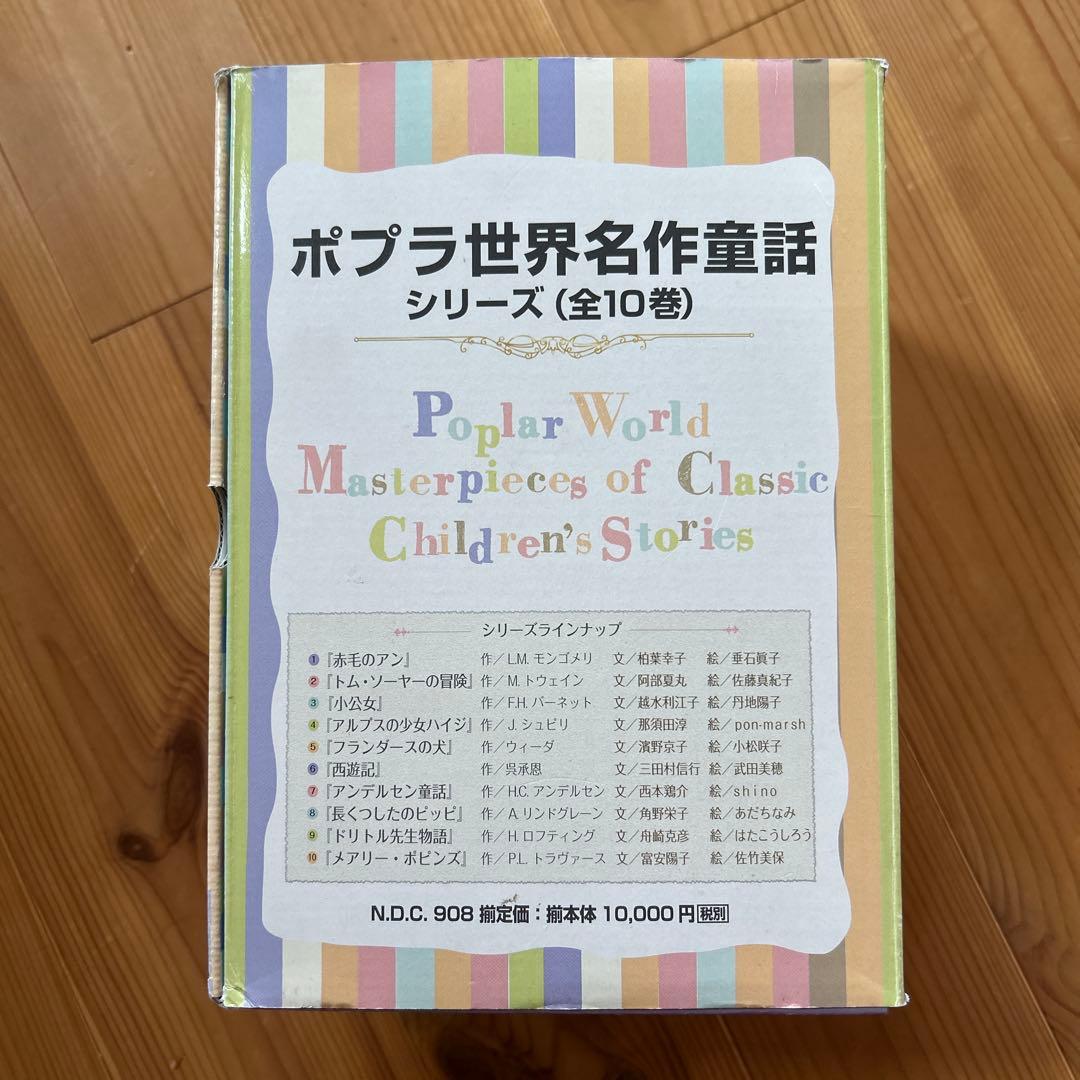 ポプラ世界名作童話
シリーズ(全10巻)
Poplar World
Masterpieces of Classic
Children's Stories
シリーズラインナップ
1 『赤毛のアン』 作/L.M. モンゴメリ 文/柏葉幸子 絵/垂石眞子
2 『トム・ソーヤーの冒険』 作/M. トウェイン 文/阿部夏丸 絵/佐藤真紀子
3 『小公女』 作/F.H. バーネット 文/越水利江子 絵/丹地陽子
4 『アルプスの少女ハイジ』 作/J. シュピリ 文/那須田淳 絵/pon-marsh
5 『フランダースの犬』 作/ウィーダ 文/濱野京子 絵/小松咲子
6 『西遊記』 作/呉承恩 文/三田村信行 絵/武田美穂
7 『アンデルセン童話』 作/H.C. アンデルセン 文/西本鶏介 絵/shino
8 『長くつしたのピッピ』 作/A. リンドグレーン 文/角野栄子 絵/あだちなみ
9 『ドリトル先生物語』 作/H. ロフティング 文/舟崎克彦 絵/はたこうしろう
10 『メアリー・ポピンズ』 作/P.L. トラヴァース 文/富安陽子 絵/佐竹美保
N.D.C. 908 揃定価:揃本体 10,000円 税別